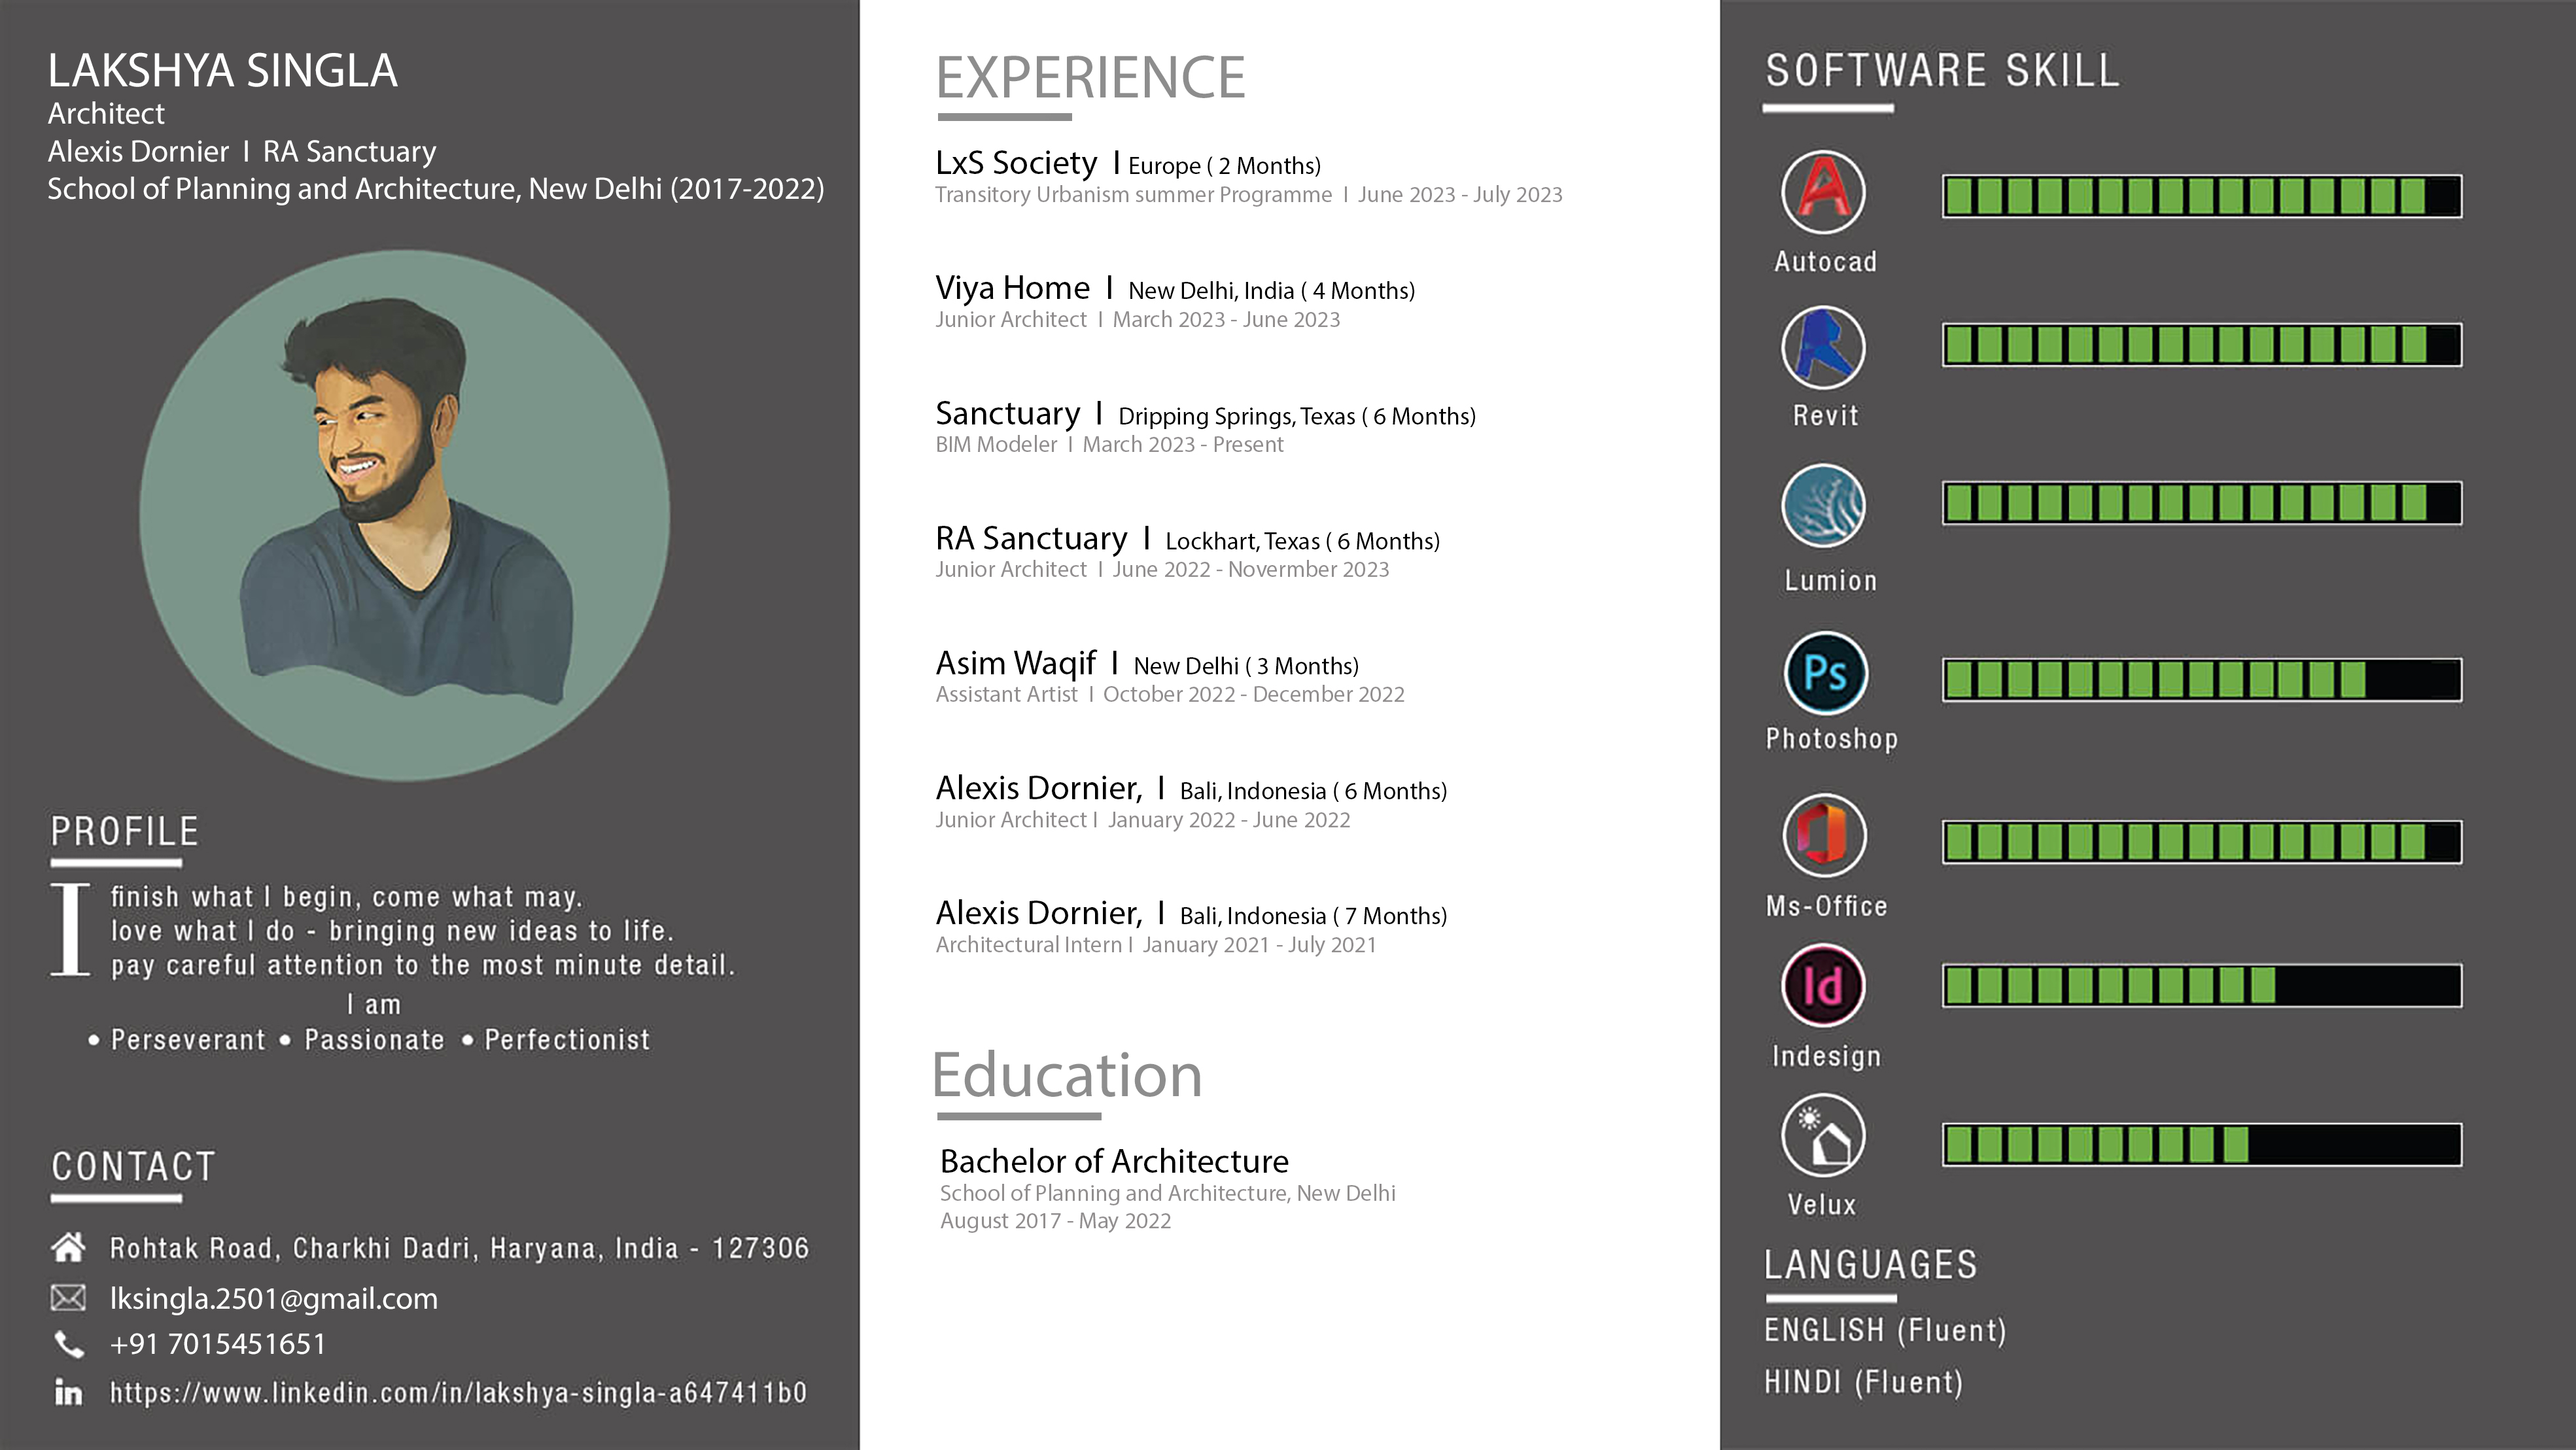 LAKSHYA SINGLA
Architect
Alexis Dornier I RA Sanctuary
School of Planning and Architecture, New Delhi (2017-2022)
PROFILE
I finish what I begin, come what may.
love what I do - bringing new ideas to life.
pay careful attention to the most minute detail.
I am
• Perseverant • Passionate • Perfectionist
CONTACT
Rohtak Road, Charkhi Dadri, Haryana, India - 127306
lksingla.2501@gmail.com
+91 7015451651
in https://www.linkedin.com/in/lakshya-singla-a647411b0
EXPERIENCE
LxS Society I Europe ( 2 Months)
Transitory Urbanism summer Programme I June 2023 - July 2023
Viya Home I New Delhi, India ( 4 Months)
Junior Architect I March 2023 - June 2023
Sanctuary I Dripping Springs, Texas ( 6 Months)
BIM Modeler I March 2023 - Present
RA Sanctuary I Lockhart, Texas ( 6 Months)
Junior Architect I June 2022 - Novermber 2023
Asim Waqif I New Delhi ( 3 Months)
Assistant Artist I October 2022 - December 2022
Alexis Dornier, I Bali, Indonesia ( 6 Months)
Junior Architect I January 2022 - June 2022
Alexis Dornier, I Bali, Indonesia ( 7 Months)
Architectural Intern I January 2021 - July 2021
Education
Bachelor of Architecture
School of Planning and Architecture, New Delhi
August 2017 - May 2022
SOFTWARE SKILL
A
Autocad
R
Revit
Lumion
Ps
Photoshop
Ms-Office
Id
Indesign
Velux
LANGUAGES
ENGLISH (Fluent)
HINDI (Fluent)